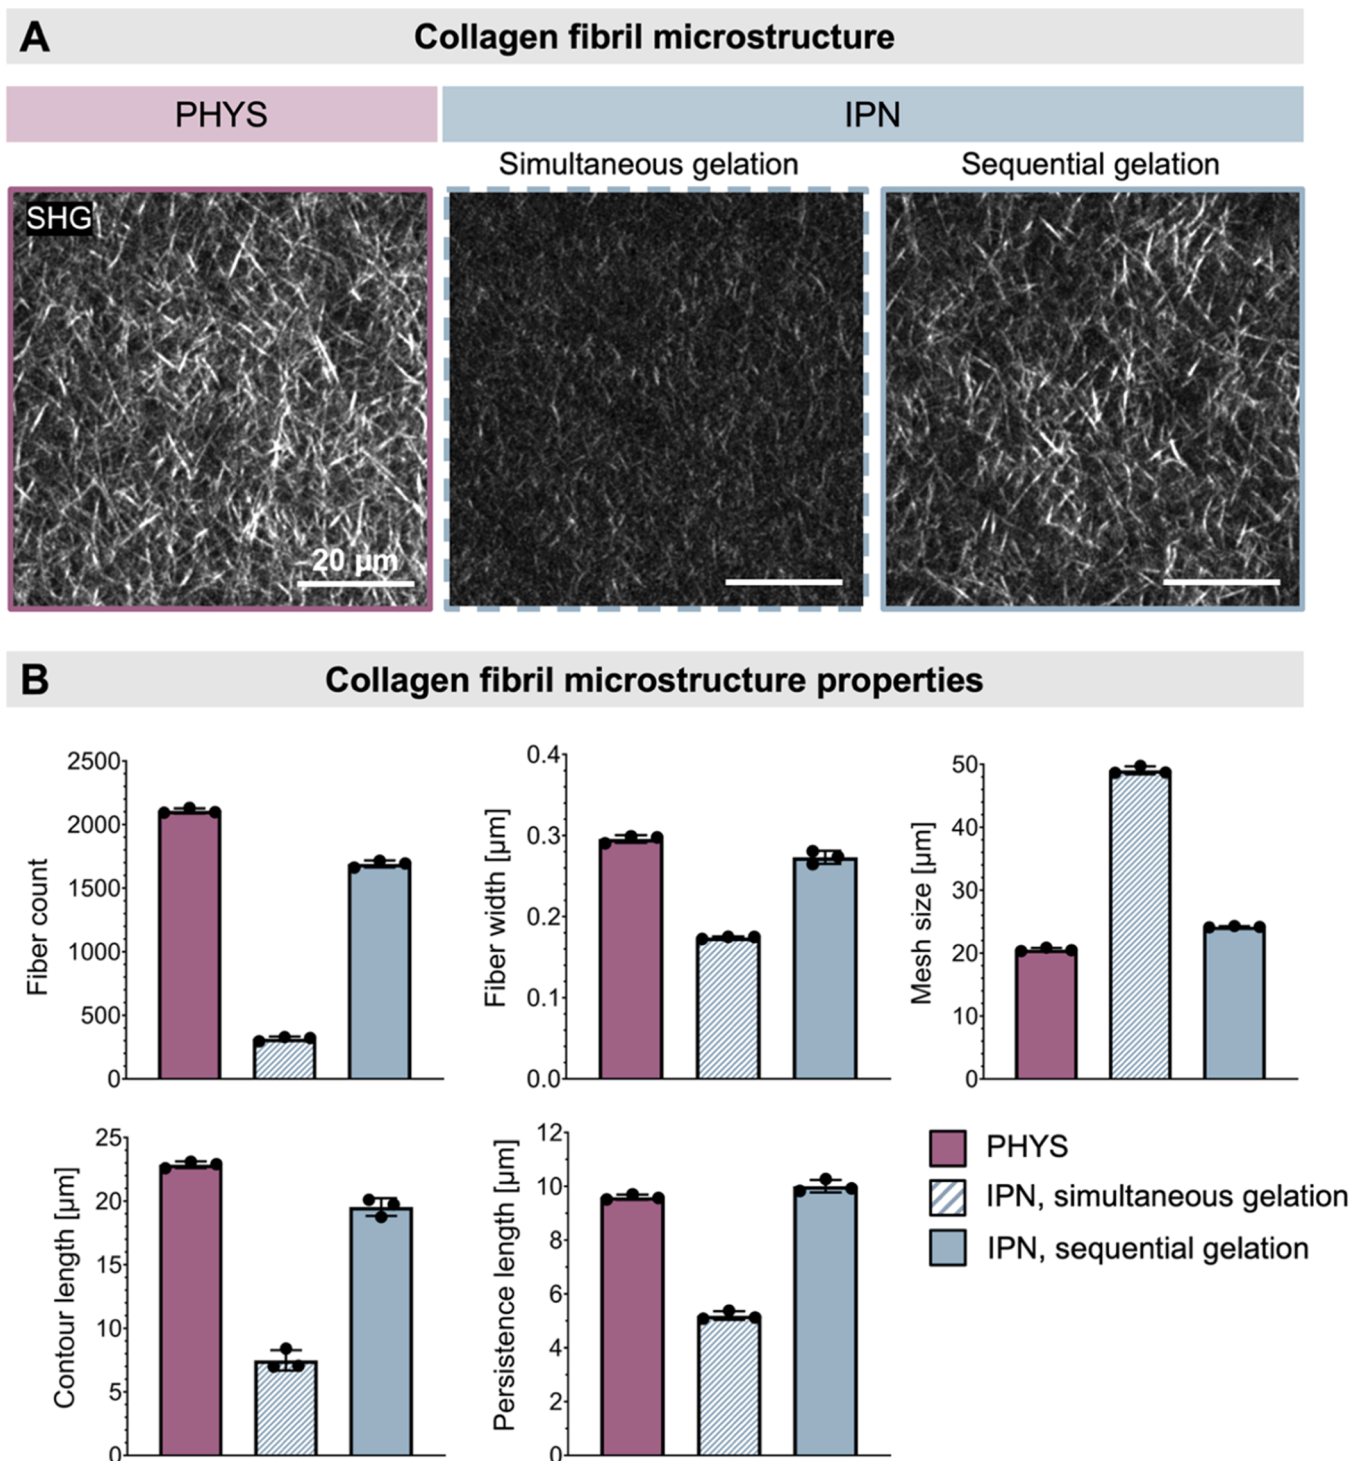 A Collagen fibril microstructure
PHYS
IPN
Simultaneous gelation
Sequential gelation
SHG
20 µm
B Collagen fibril microstructure properties
Fiber count
2500
2000
1500
1000
500
0
Fiber width [µm]
0.4
0.3
0.2
0.1
0.0
Mesh size [µm]
50
40
30
20
10
0
Contour length [µm]
25
20
15
10
5
0
Persistence length [µm]
12
10
8
6
4
2
0
PHYS
IPN, simultaneous gelation
IPN, sequential gelation